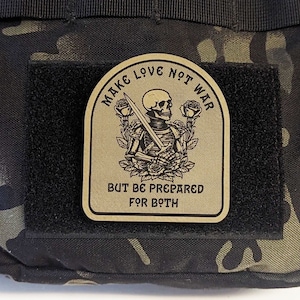 MAKE LOVE NOT WAR
BUT BE PREPARED
FOR BOTH